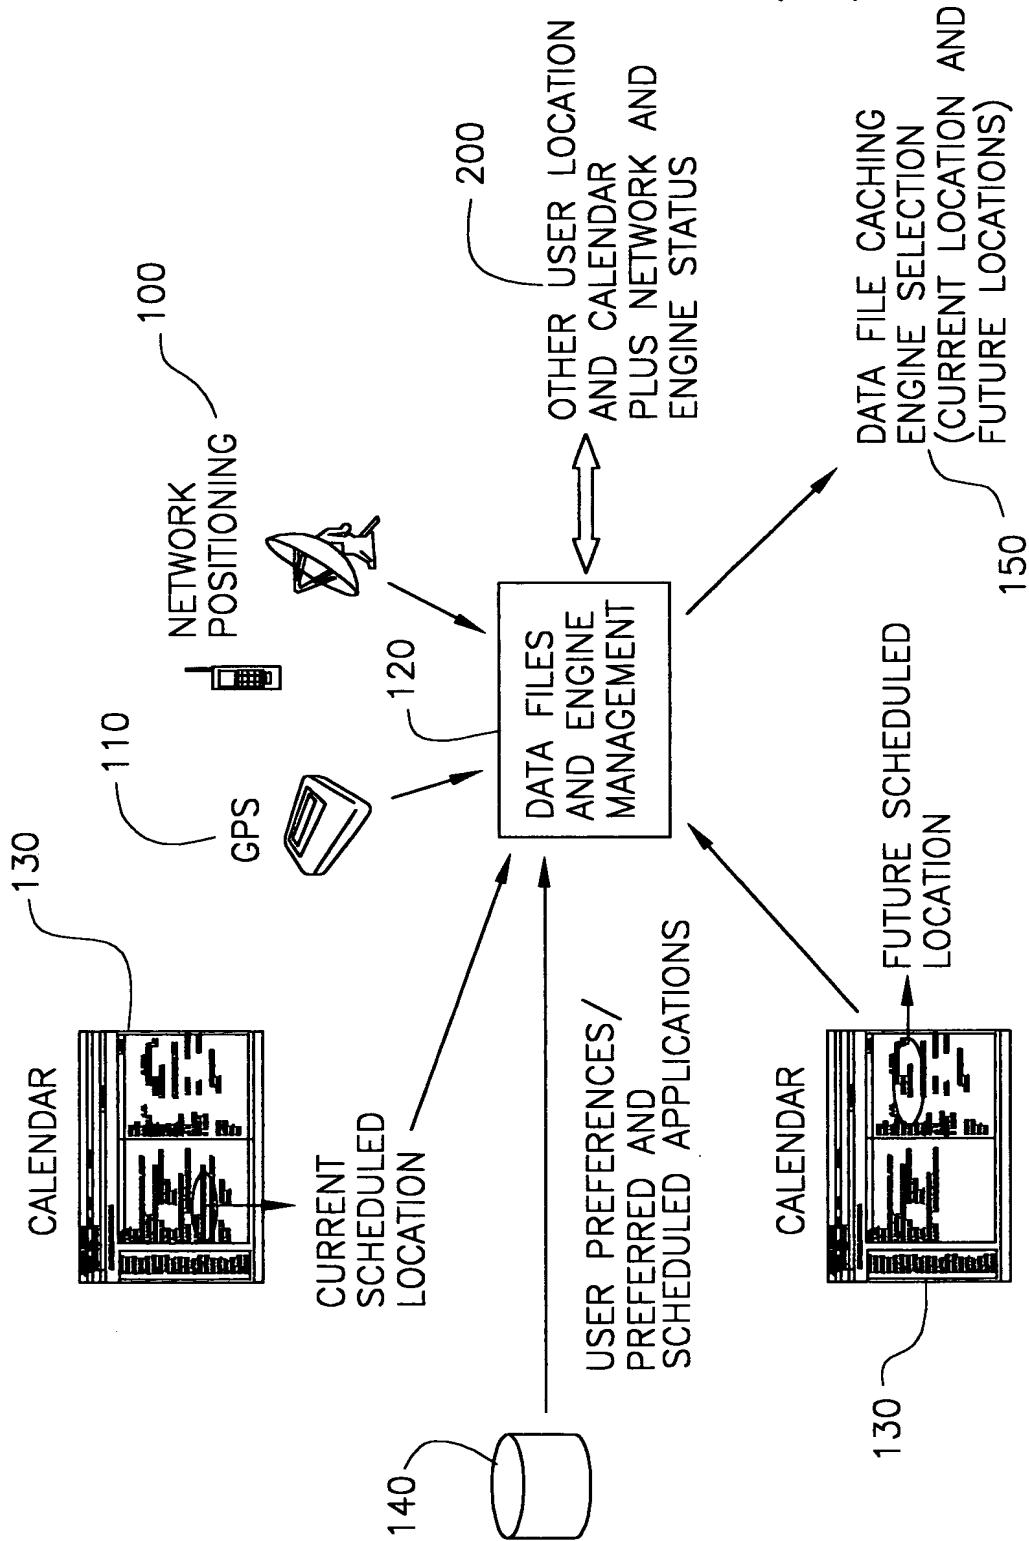 CALENDAR
130
CURRENT
SCHEDULED
LOCATION
110
GPS
NETWORK
POSITIONING
100
140
USER PREFERENCES/
PREFERRED AND
SCHEDULED APPLICATIONS
120
DATA FILES
AND ENGINE
MANAGEMENT
200
OTHER USER LOCATION
AND CALENDAR
PLUS NETWORK AND
ENGINE STATUS
CALENDAR
130
FUTURE SCHEDULED
LOCATION
150
DATA FILE CACHING
ENGINE SELECTION
(CURRENT LOCATION AND
FUTURE LOCATIONS)